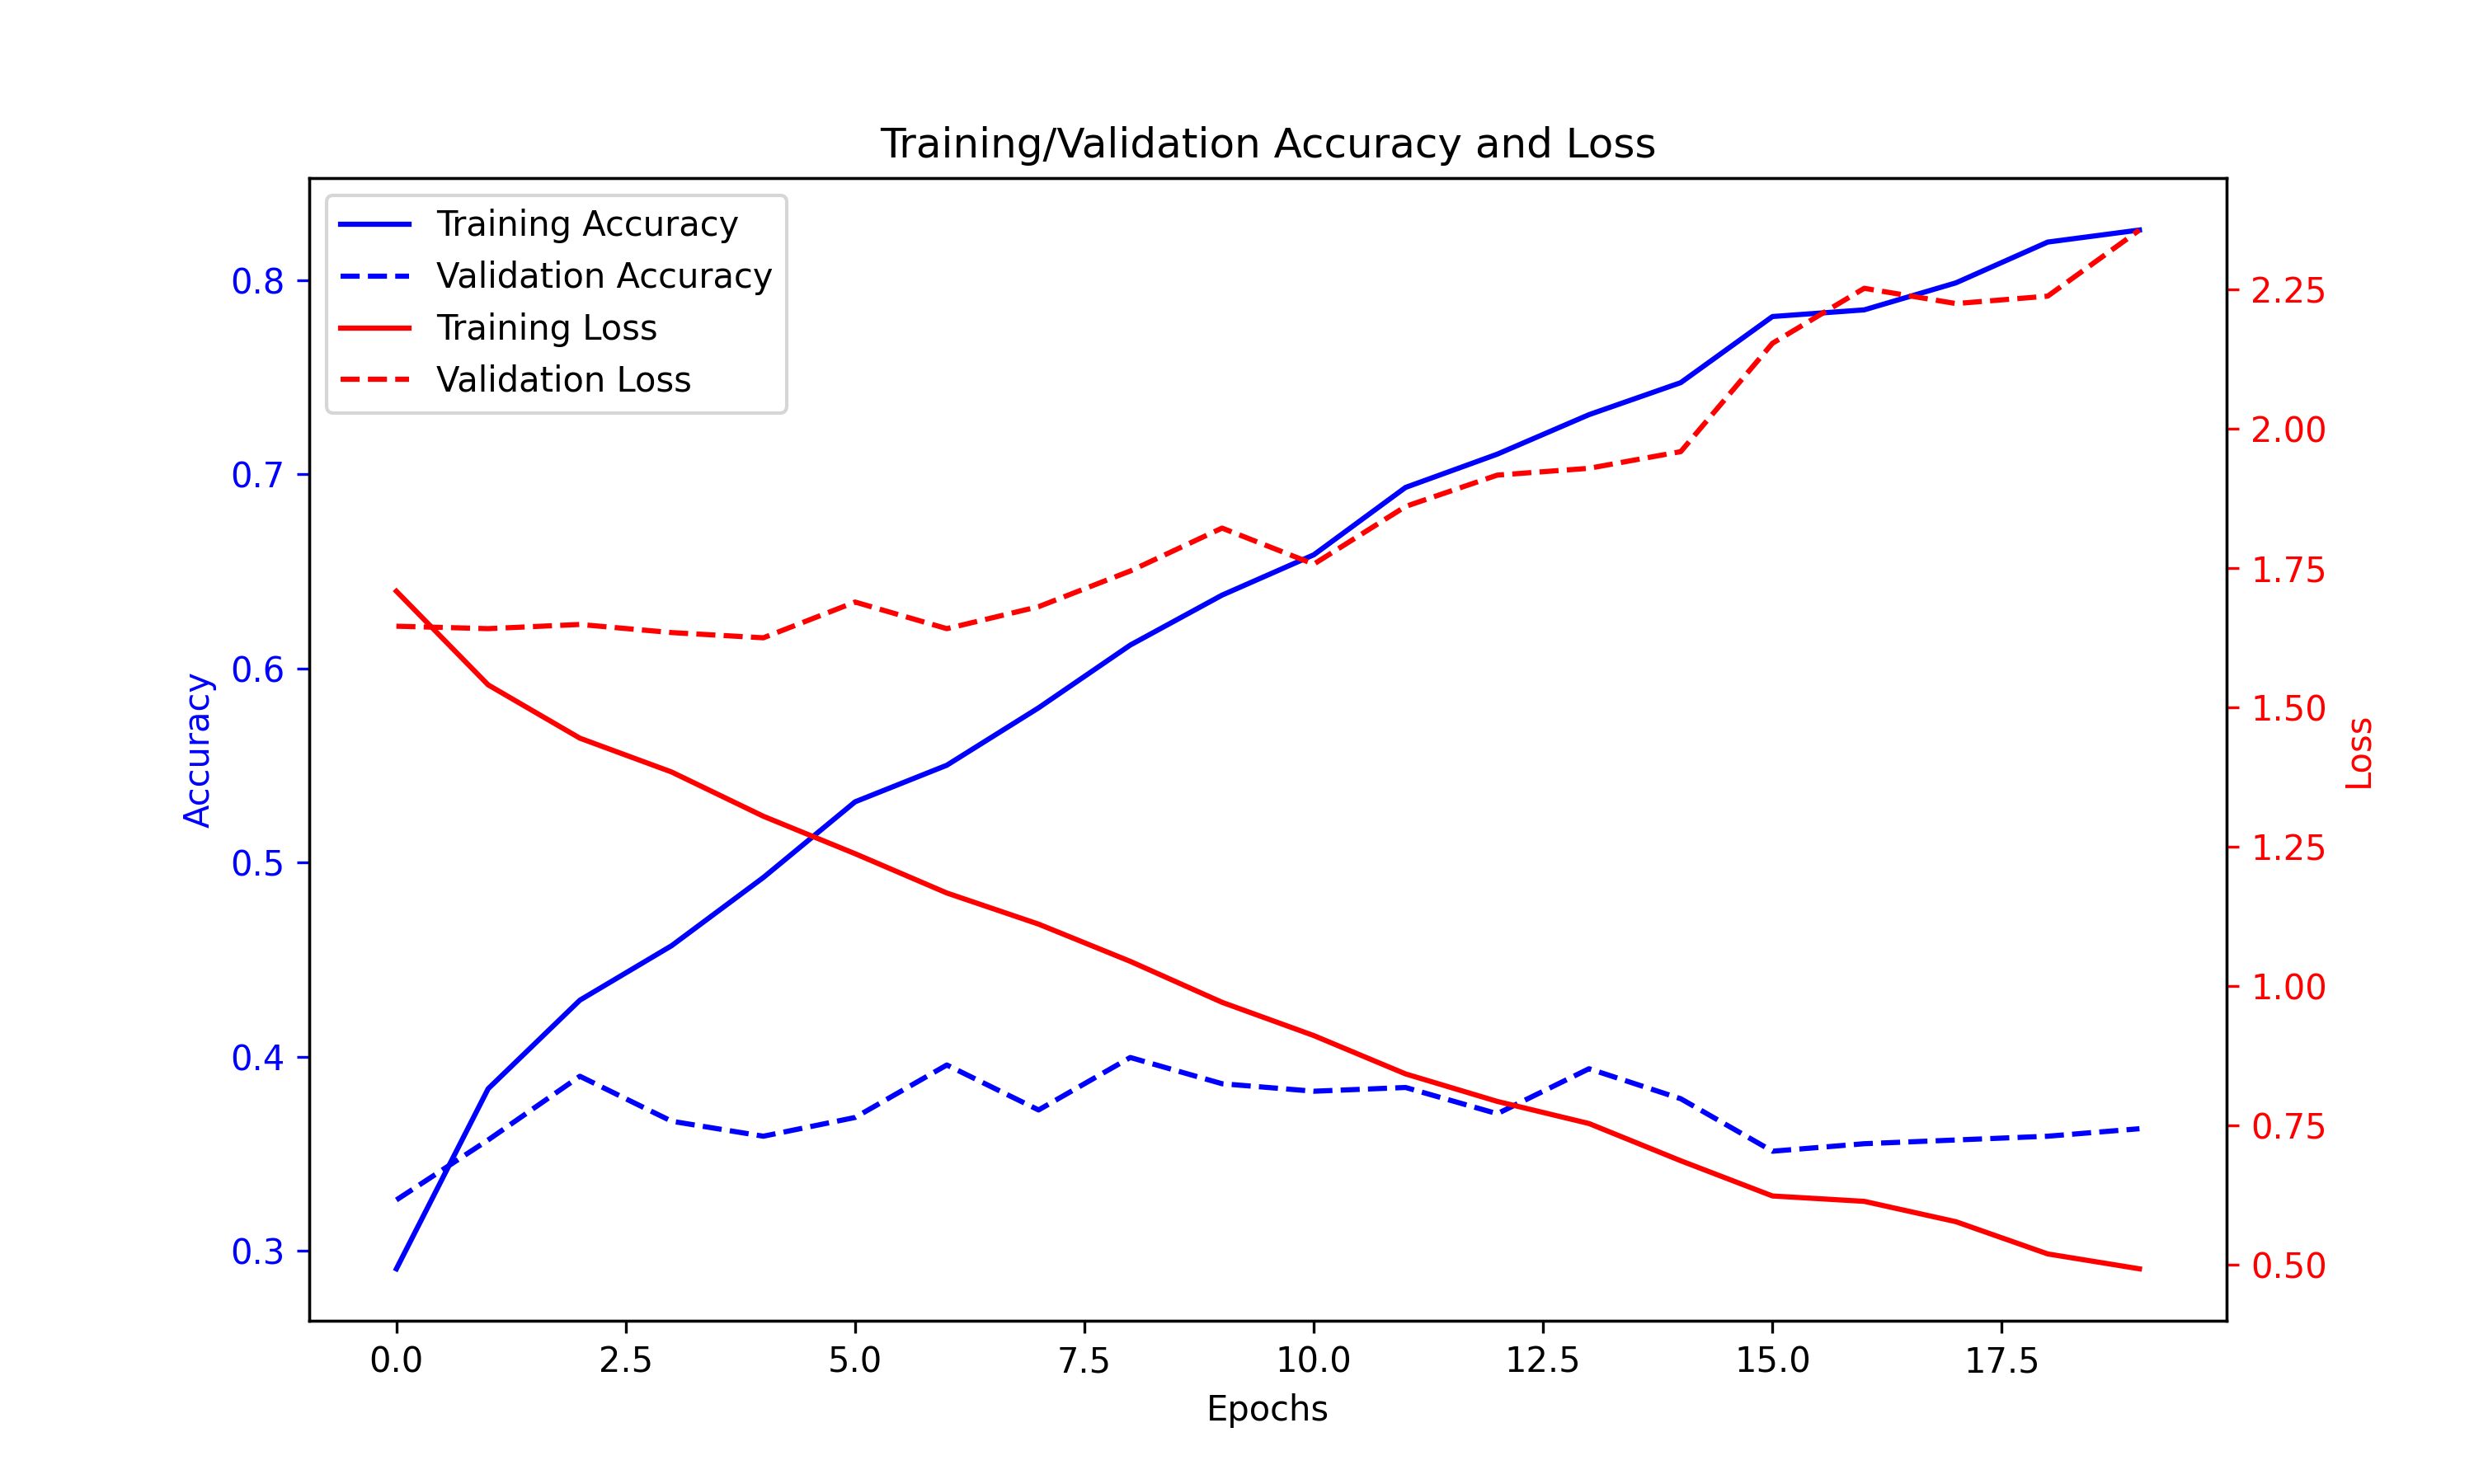 Training/Validation Accuracy and Loss
Training Accuracy
Validation Accuracy
Training Loss
Validation Loss
0.8
0.7
0.6
0.5
0.4
0.3
Accuracy
2.25
2.00
1.75
1.50
1.25
1.00
0.75
0.50
Loss
0.0 2.5 5.0 7.5 10.0 12.5 15.0 17.5
Epochs